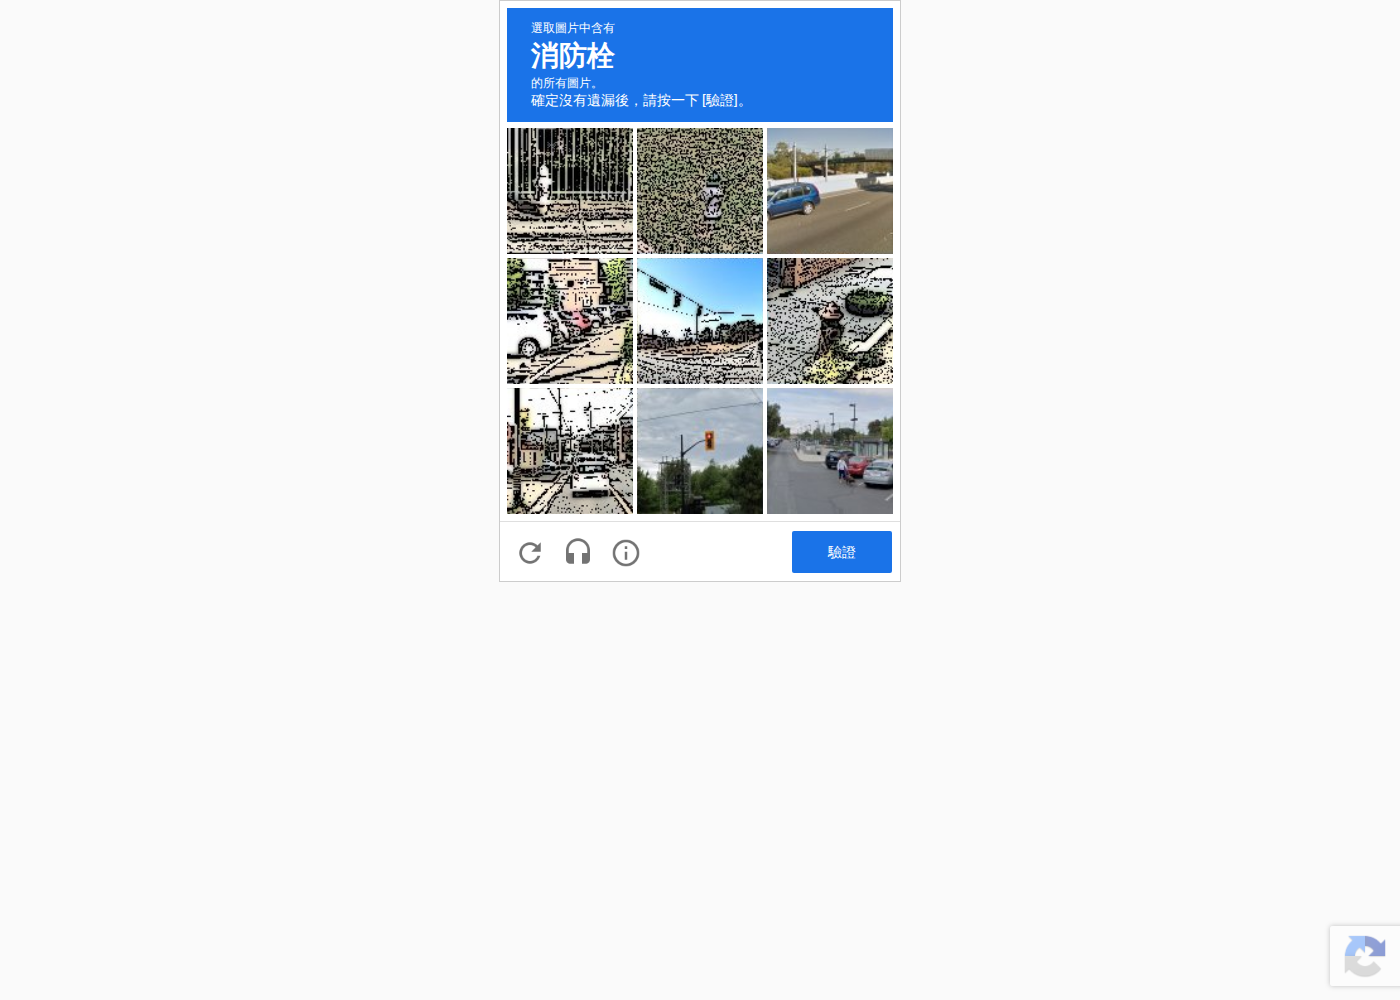 選取圖片中含有
消防栓
的所有圖片。
確定沒有遺漏後，請按一下 [驗證]。
驗證